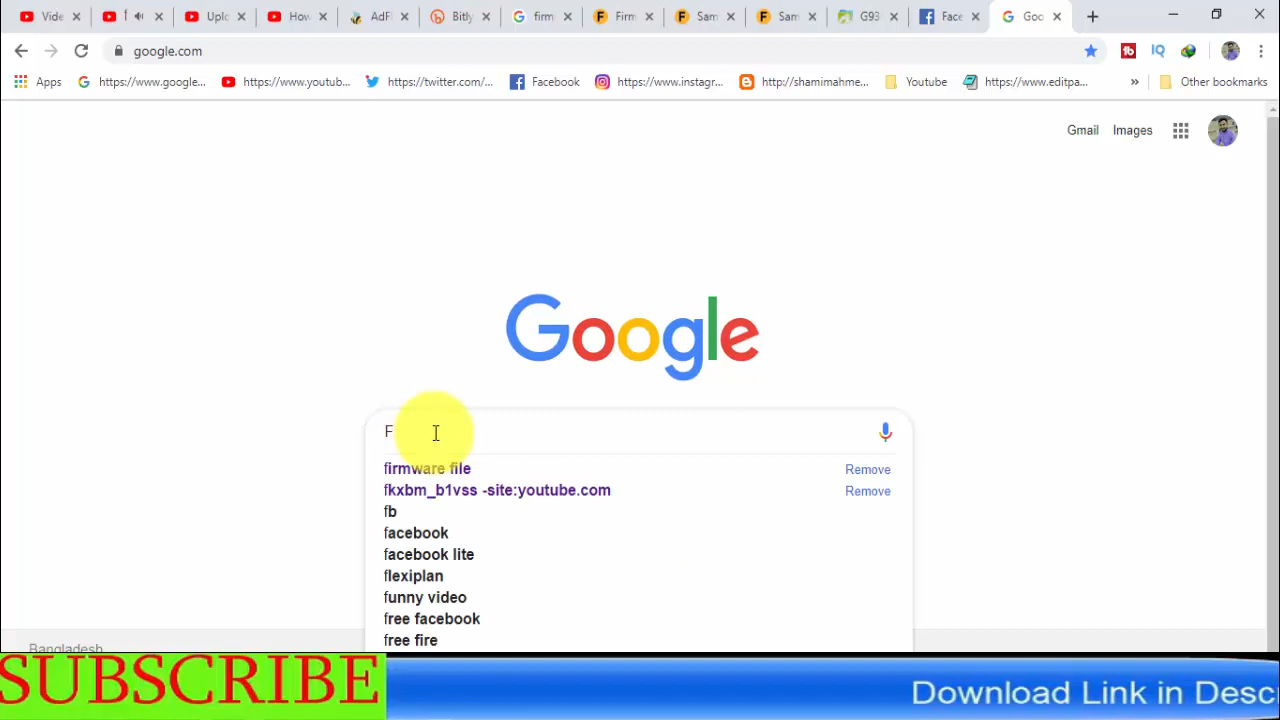 Vide
Uplo
How
AdF
Bitly
firm
Firm
Sam
Sam
G93
Face
Goo
google.com
Apps
https://www.google...
https://www.youtub...
https://twitter.com/...
Facebook
https://www.instagr...
http://shamimahme...
Youtube
https://www.editpa...
»
Other bookmarks
Gmail
Images
Google
F
firmware file
Remove
fkxbm_b1vss -site:youtube.com
Remove
fb
facebook
facebook lite
flexiplan
funny video
free facebook
free fire
Bangladesh
SUBSCRIBE
Download Link in Desc